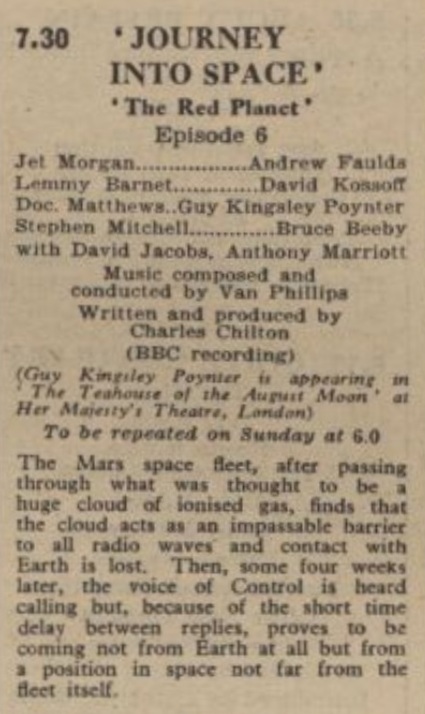 7.30 ‘JOURNEY
INTO SPACE’
‘The Red Planet’
Episode 6
Jet Morgan.................Andrew Faulds
Lemmy Barnet.............David Kossoff
Doc. Matthews..Guy Kingsley Poynter
Stephen Mitchell.............Bruce Beeby
with David Jacobs, Anthony Marriott
Music composed and
conducted by Van Phillips
Written and produced by
Charles Chilton
(BBC recording)
(Guy Kingsley Poynter is appearing in
‘The Teahouse of the August Moon’ at
Her Majesty's Theatre, London)
To be repeated on Sunday at 6.0
The Mars space fleet, after passing
through what was thought to be a
huge cloud of ionised gas, finds that
the cloud acts as an impassable barrier
to all radio waves and contact with
Earth is lost. Then, some four weeks
later, the voice of Control is heard
calling but, because of the short time
delay between replies, proves to be
coming not from Earth at all but from
a position in space not far from the
fleet itself.